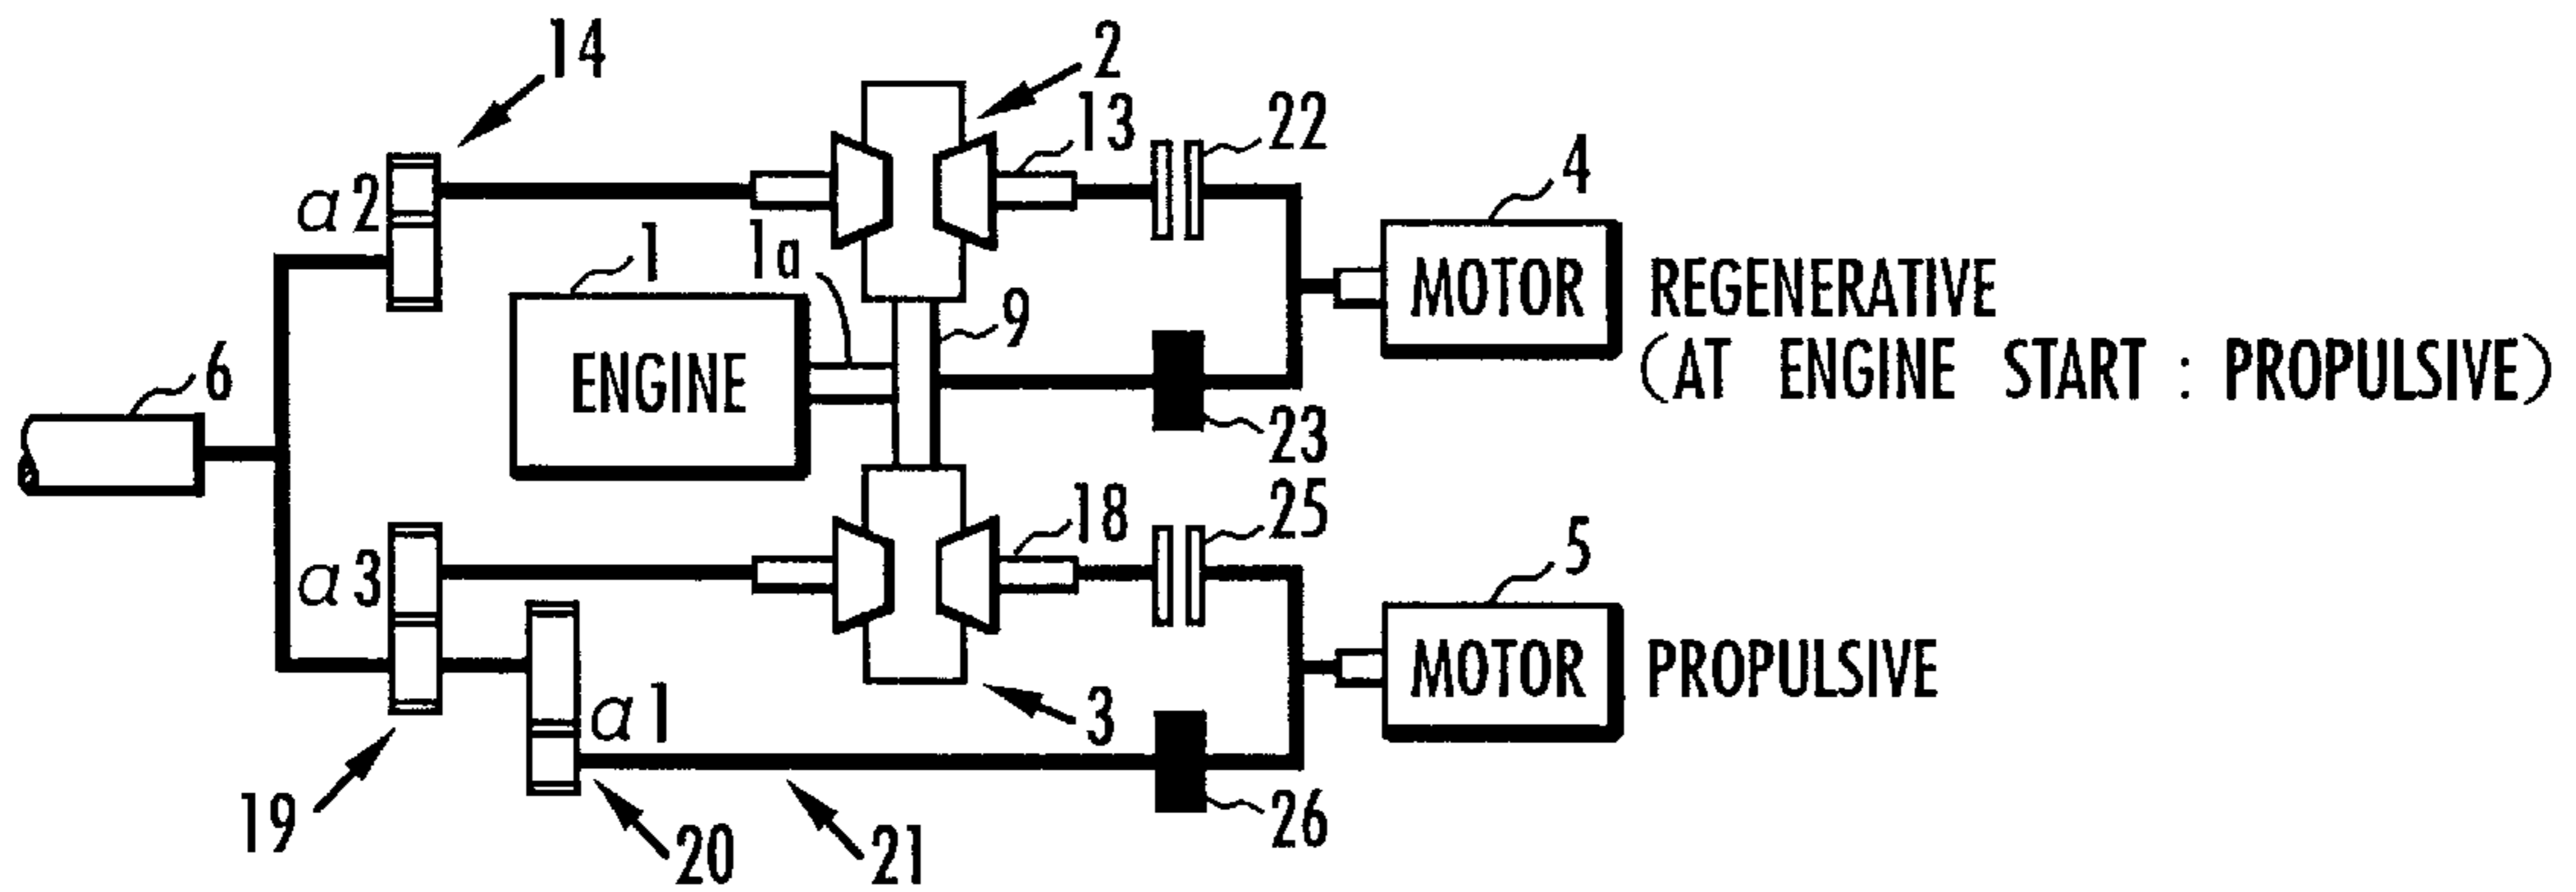 14
2
13
22
4
α2
1
1a
9
MOTOR
REGENERATIVE
(AT ENGINE START : PROPULSIVE)
6
ENGINE
23
25
18
5
α3
MOTOR
PROPULSIVE
α1
3
19
20
21
26